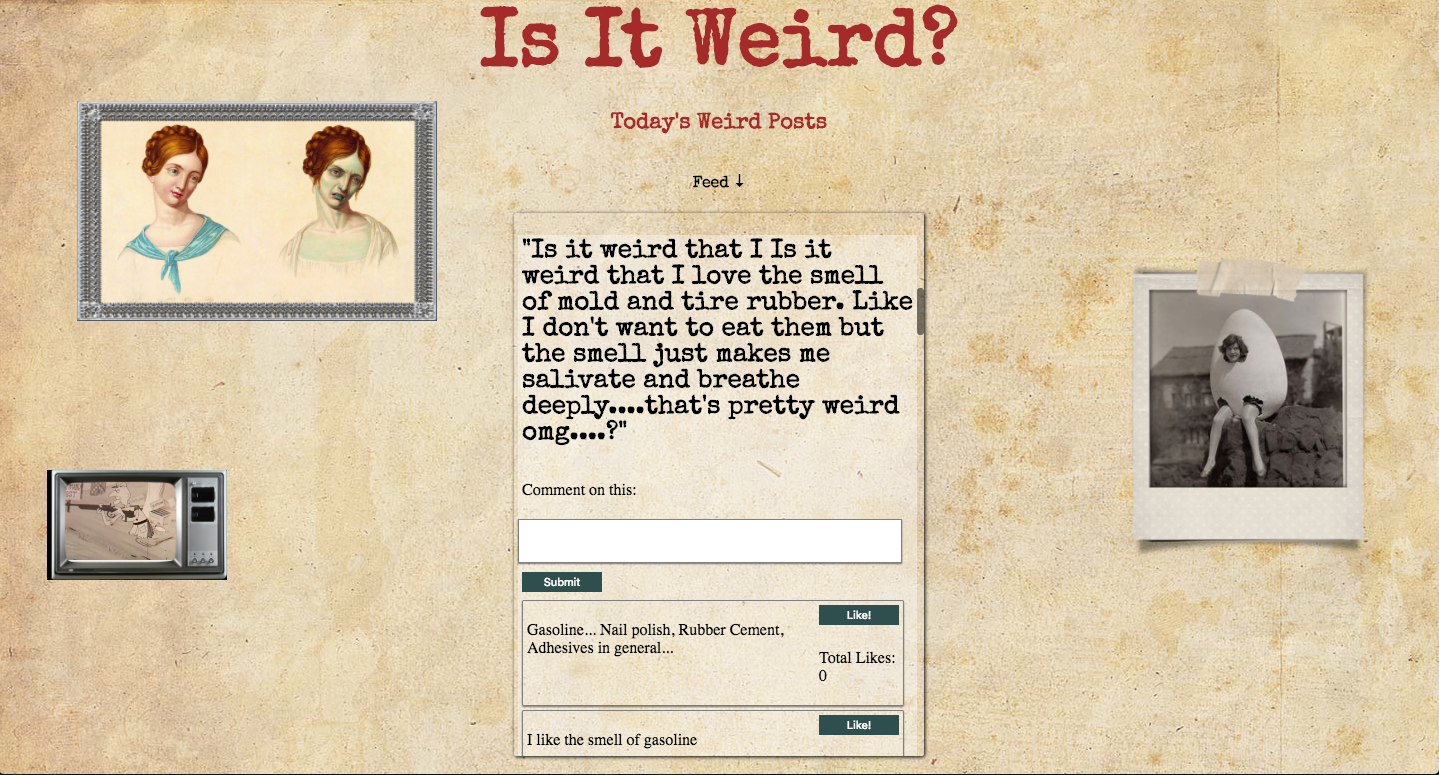 Is It Weird?
Today's Weird Posts
Feed ↓
"Is it weird that I Is it
weird that I love the smell
of mold and tire rubber. Like
I don't want to eat them but
the smell just makes me
salivate and breathe
deeply....that's pretty weird
omg....?"
Comment on this:
Submit
Like!
Gasoline... Nail polish, Rubber Cement,
Adhesives in general...
Total Likes:
0
Like!
I like the smell of gasoline